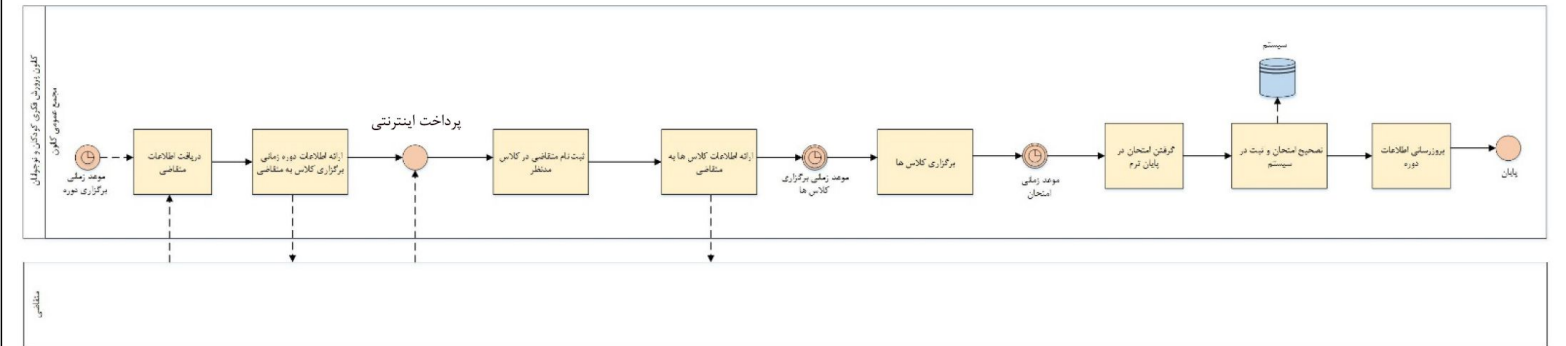 کانون پرورش فکری کودکان و نوجوانان
مجتمع عمومی کانون
موعد زمانی
برگزاری دوره
دریافت اطلاعات
متقاضی
ارائه اطلاعات دوره زمانی
برگزاری کلاس به متقاضی
پرداخت اینترنتی
ثبت نام متقاضی در کلاس
مدنظر
ارائه اطلاعات کلاس ها به
متقاضی
موعد زمانی برگزاری
کلاس ها
برگزاری کلاس ها
موعد زمانی
امتحان
گرفتن امتحان در
پایان ترم
سیستم
تصحیح امتحان و ثبت در
سیستم
بروزرسانی اطلاعات
دوره
پایان
متقاضی